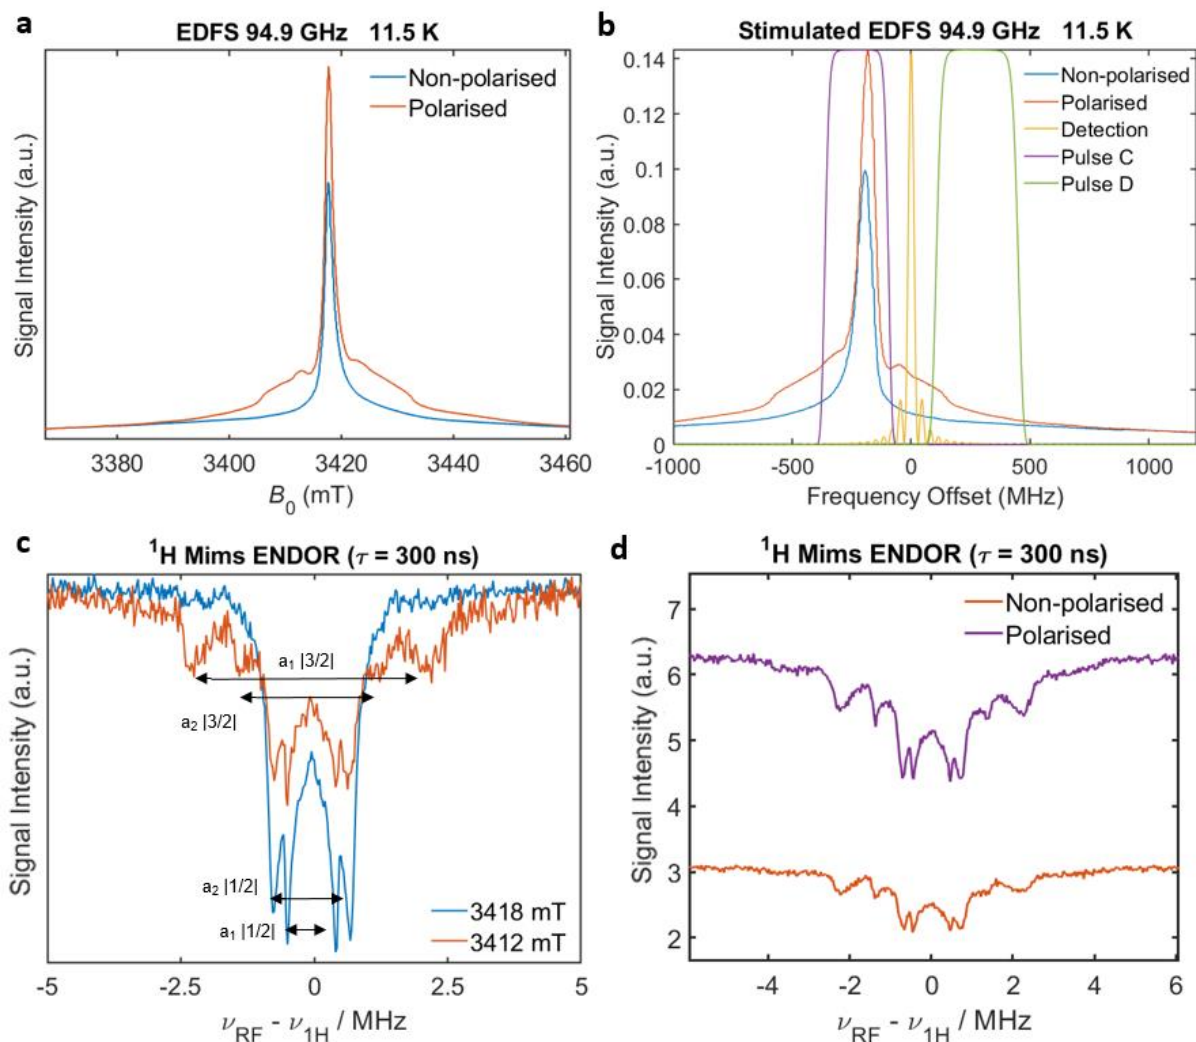 a
EDFS 94.9 GHz 11.5 K
Signal Intensity (a.u.)
Non-polarised
Polarised
3380 3400 3420 3440 3460
B0 (mT)
b
Stimulated EDFS 94.9 GHz 11.5 K
Signal Intensity (a.u.)
0.14
0.12
0.1
0.08
0.06
0.04
0.02
0
Non-polarised
Polarised
Detection
Pulse C
Pulse D
-1000 -500 0 500 1000
Frequency Offset (MHz)
c
¹H Mims ENDOR (τ = 300 ns)
Signal Intensity (a.u.)
a₁ |3/2|
a₂ |3/2|
a₂ |1/2|
a₁ |1/2|
3418 mT
3412 mT
-5 -2.5 0 2.5 5
νRF - ν1H / MHz
d
¹H Mims ENDOR (τ = 300 ns)
Signal Intensity (a.u.)
7
6
5
4
3
2
Non-polarised
Polarised
-4 -2 0 2 4 6
νRF - ν1H / MHz